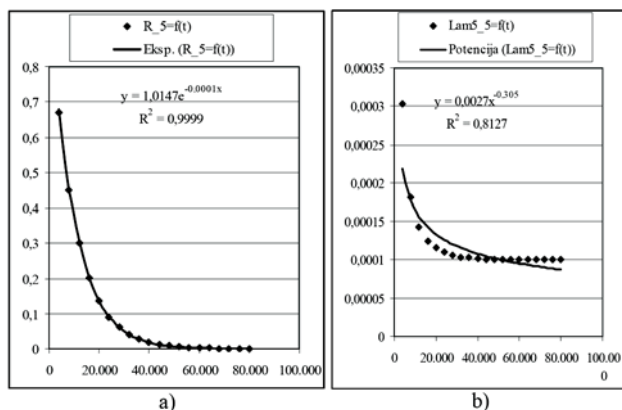 R_5=f(t)
Eksp. (R_5=f(t))
0,8
0,7
0,6
0,5
0,4
0,3
0,2
0,1
0
y = 1,0147e^-0,0001x
R² = 0,9999
0 20.000 40.000 60.000 80.000 100.000
a)
Lam5_5=f(t)
Potencija (Lam5_5=f(t))
0,00035
0,0003
0,00025
0,0002
0,00015
0,0001
0,00005
0
y = 0,0027x^-0,305
R² = 0,8127
0 20.000 40.000 60.000 80.000 100.00
0
b)